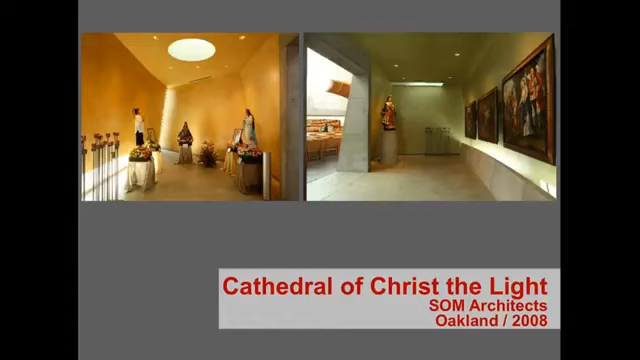 Cathedral of Christ the Light
SOM Architects
Oakland / 2008